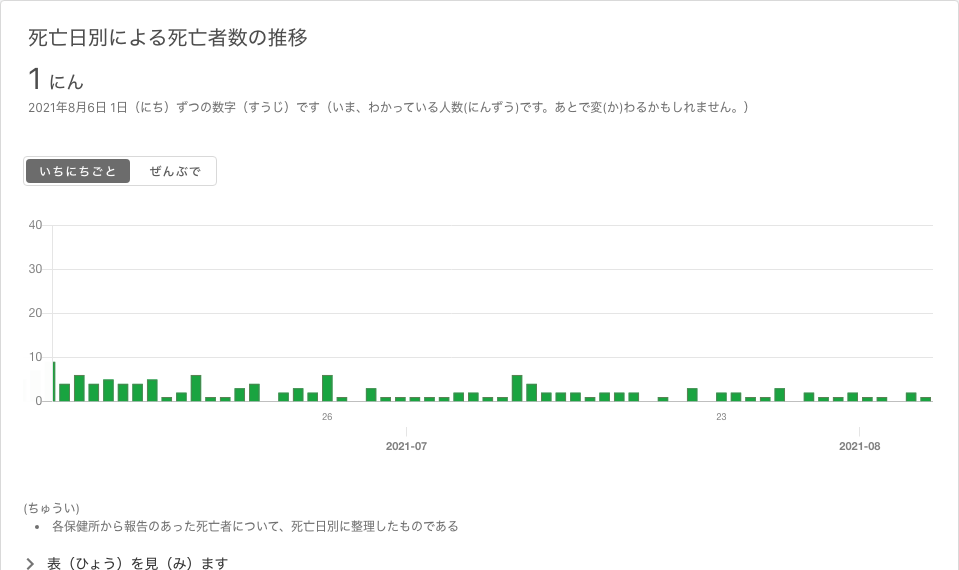 死亡日別による死亡者数の推移
1 にん
2021年8月6日 1日（にち）ずつの数字（すうじ）です（いま、わかっている人数(にんずう)です。あとで変(か)わるかもしれません。）
いちにちごと ぜんぶで
40
30
20
10
0
26 23
2021-07 2021-08
(ちゅうい)
• 各保健所から報告のあった死亡者について、死亡日別に整理したものである
表（ひょう）を見（み）ます